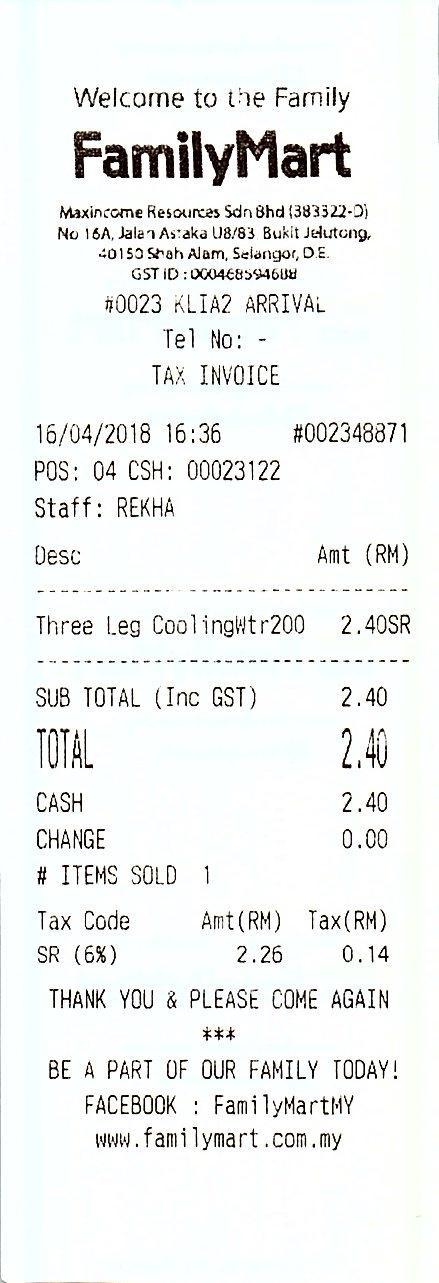 Welcome to the Family
FamilyMart
Maxincome Resources Sdn Bhd (383322-D)
No 16A, Jalan Astaka U8/83 Bukit Jelutong,
40150 Shah Alam, Selangor, D.E.
GST ID : 000468594688
#0023 KLIA2 ARRIVAL
Tel No: -
TAX INVOICE
16/04/2018 16:36 #002348871
POS: 04 CSH: 00023122
Staff: REKHA
Desc Amt (RM)
Three Leg CoolingWtr200 2.40SR
SUB TOTAL (Inc GST) 2.40
TOTAL 2.40
CASH 2.40
CHANGE 0.00
# ITEMS SOLD 1
Tax Code Amt(RM) Tax(RM)
SR (6%) 2.26 0.14
THANK YOU & PLEASE COME AGAIN
***
BE A PART OF OUR FAMILY TODAY!
FACEBOOK : FamilyMartMY
www.familymart.com.my